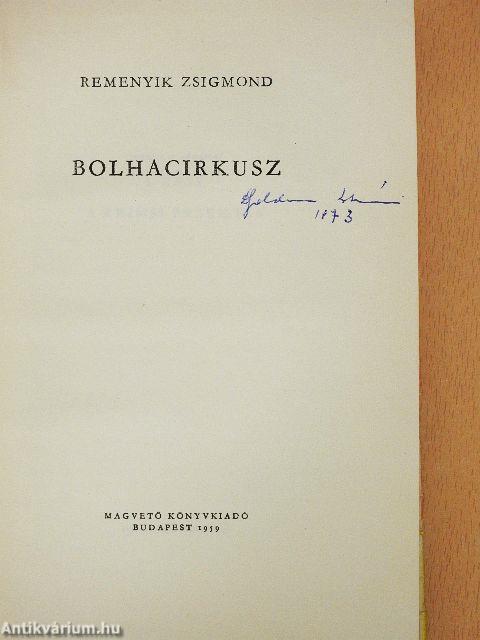 REMENYIK ZSIGMOND
BOLHACIRKUSZ
1973
MAGVETŐ KÖNYVKIADÓ
BUDAPEST 1959
Antikvárium.hu